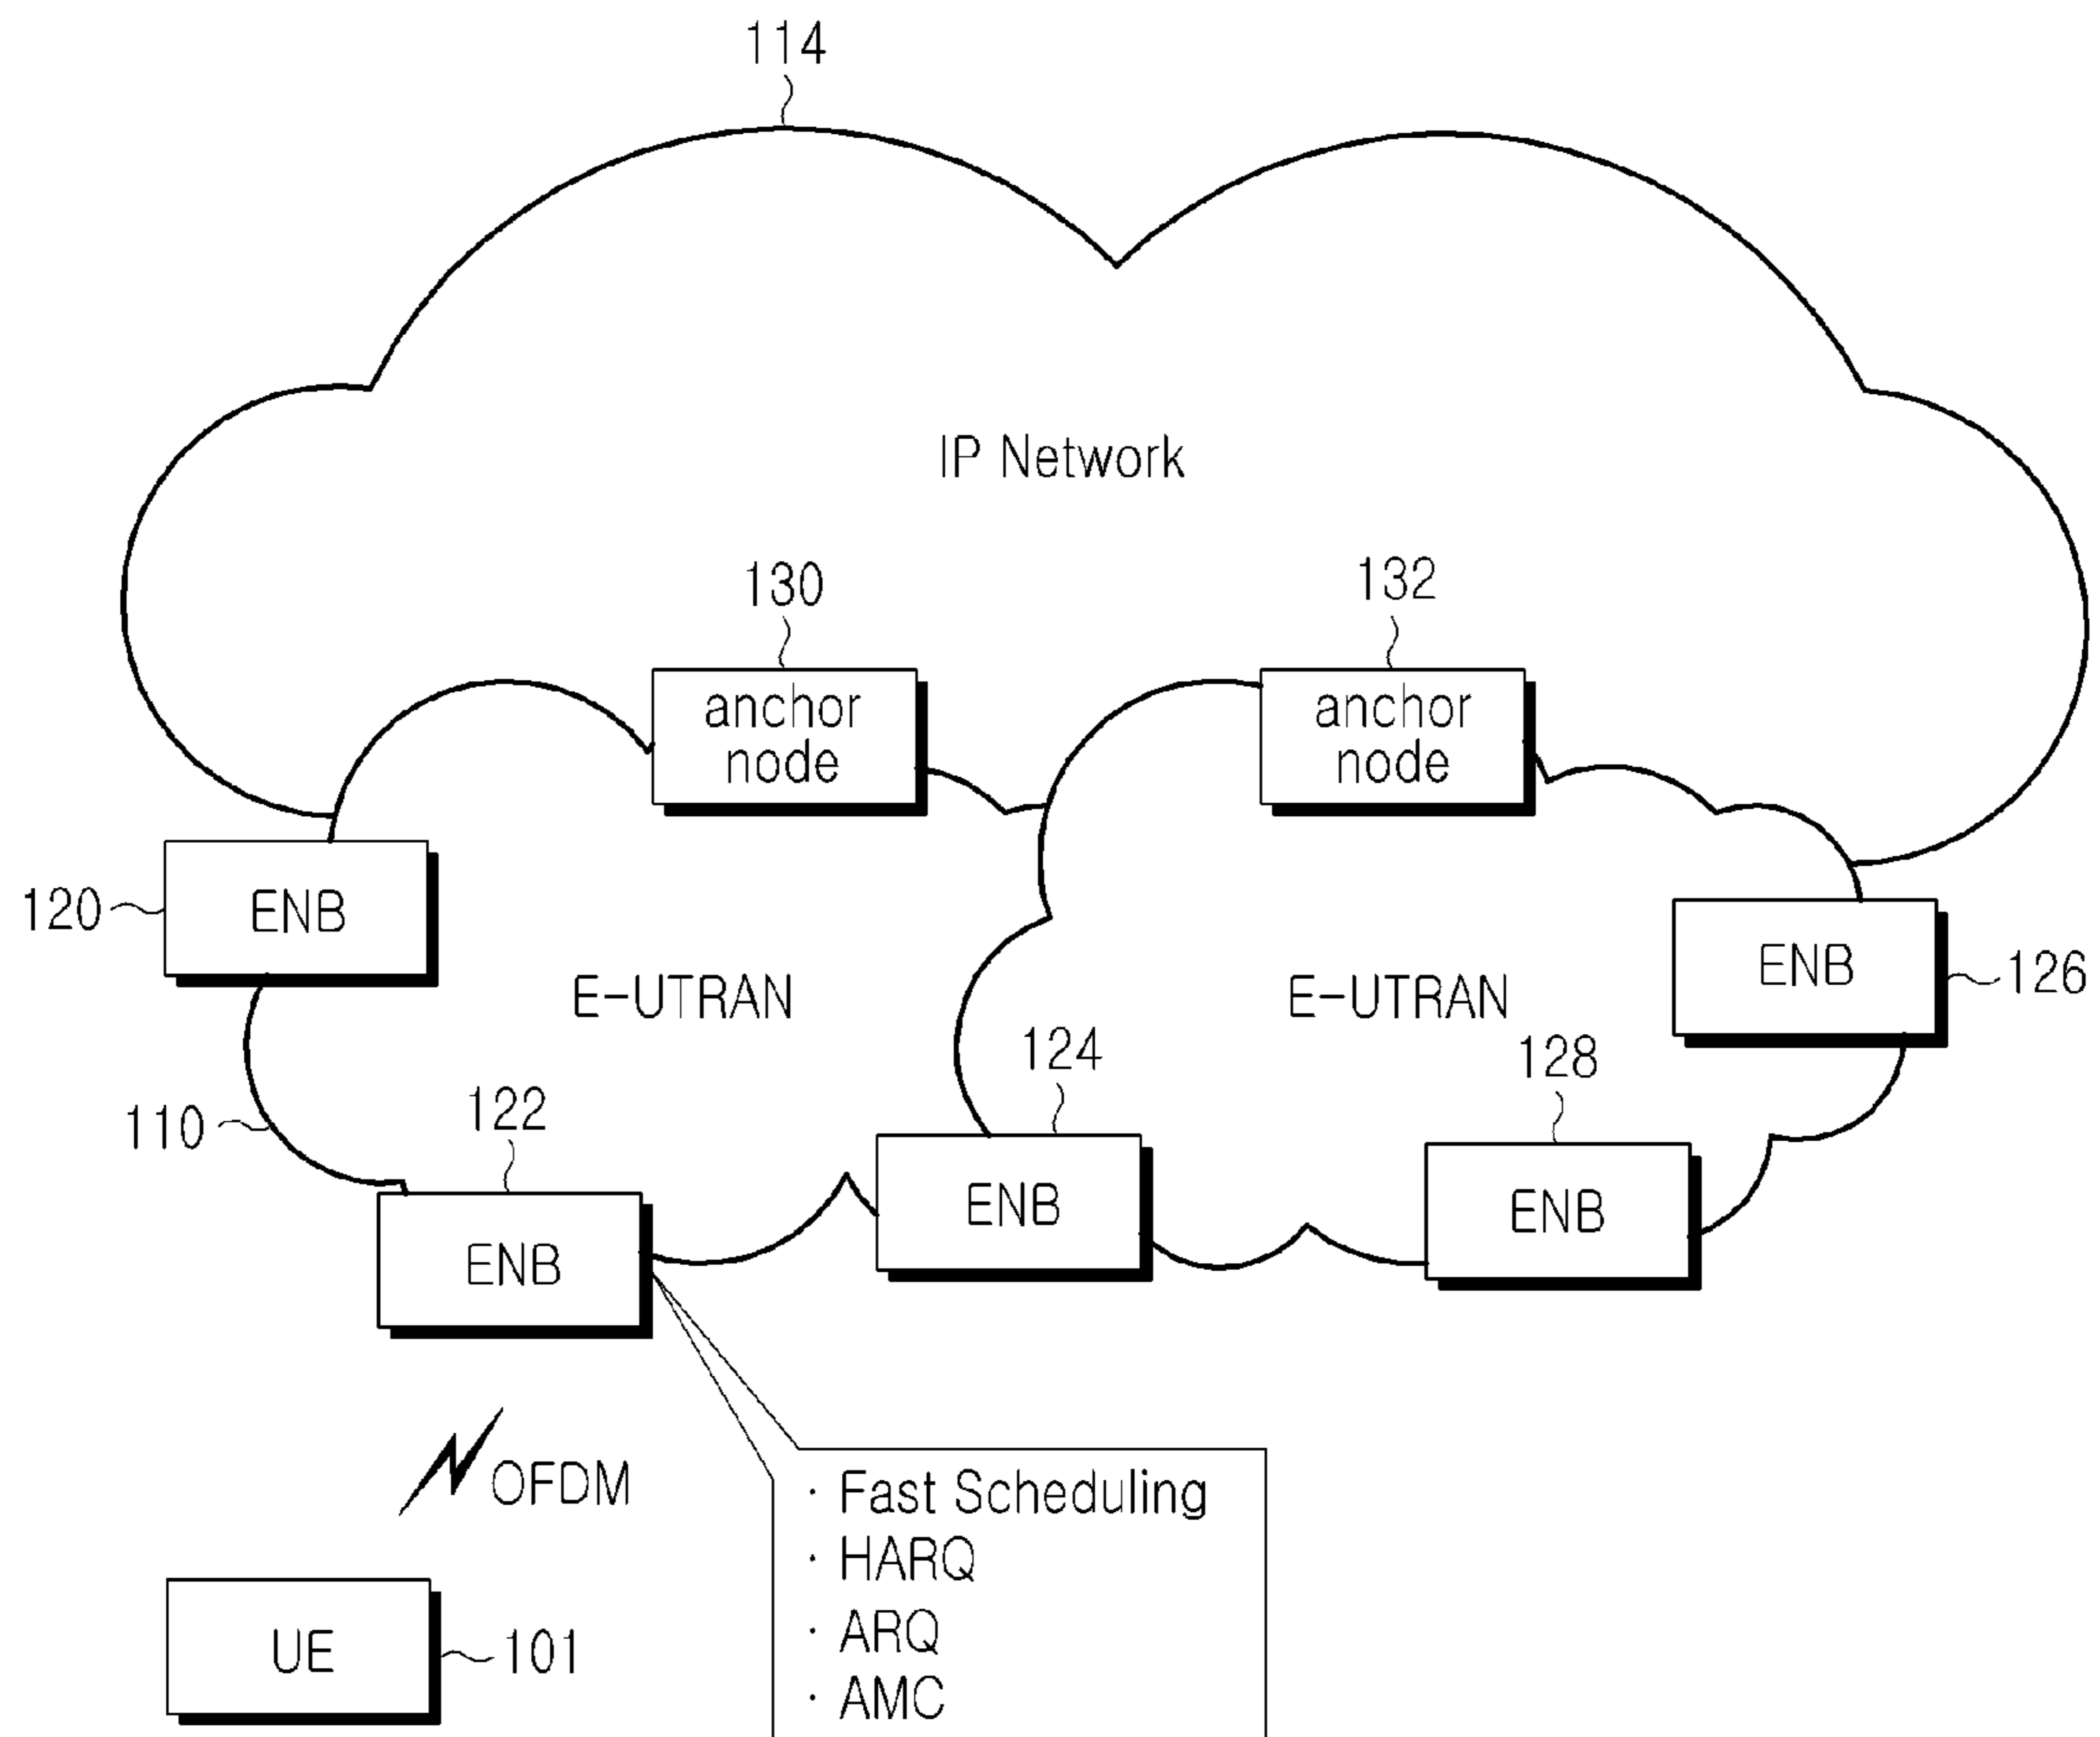 114
IP Network
130
132
anchor
node
anchor
node
120
ENB
ENB
126
E-UTRAN
E-UTRAN
124
128
110
122
ENB
ENB
ENB
OFDM
· Fast Scheduling
· HARQ
· ARQ
· AMC
UE
101